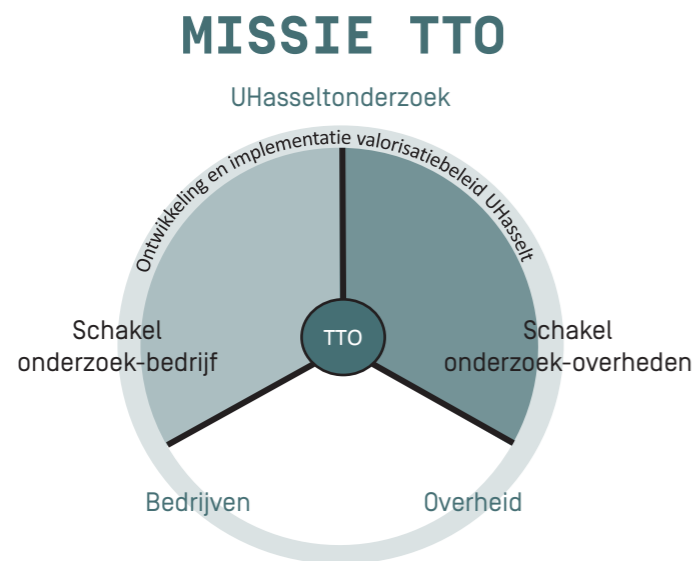 MISSIE TTO
UHasseltonderzoek
Ontwikkeling en implementatie valorisatiebeleid UHasselt
TTO
Schakel
onderzoek-bedrijf
Schakel
onderzoek-overheden
Bedrijven
Overheid